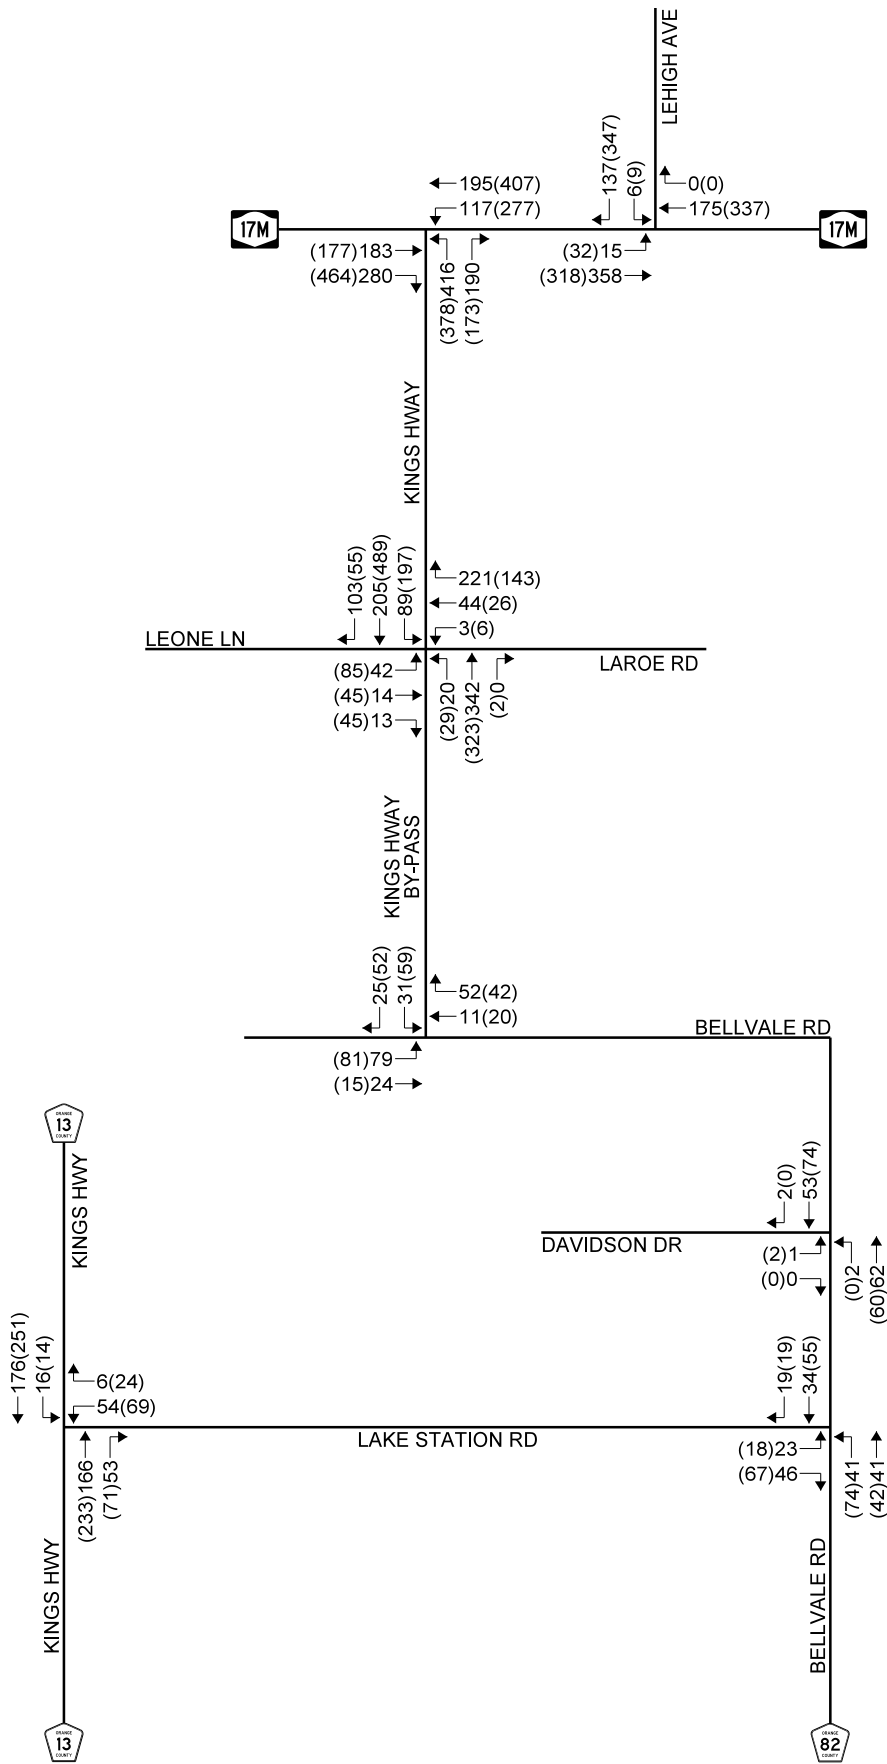 LEHIGH AVE
137(347)
6(9)
0(0)
175(337)
195(407)
117(277)
17M
17M
(177)183
(464)280
(378)416
(173)190
(32)15
(318)358
KINGS HWAY
103(55)
205(489)
89(197)
221(143)
44(26)
3(6)
LEONE LN
LAROE RD
(85)42
(45)14
(45)13
(29)20
(323)342
(2)0
KINGS HWAY
BY-PASS
25(52)
31(59)
52(42)
11(20)
BELLVALE RD
(81)79
(15)24
ORANGE
13
COUNTY
KINGS HWY
2(0)
53(74)
DAVIDSON DR
(2)1
(0)0
(0)2
(60)62
176(251)
16(14)
6(24)
54(69)
19(19)
34(55)
LAKE STATION RD
(233)166
(71)53
(18)23
(67)46
(74)41
(42)41
KINGS HWY
BELLVALE RD
ORANGE
13
COUNTY
ORANGE
82
COUNTY